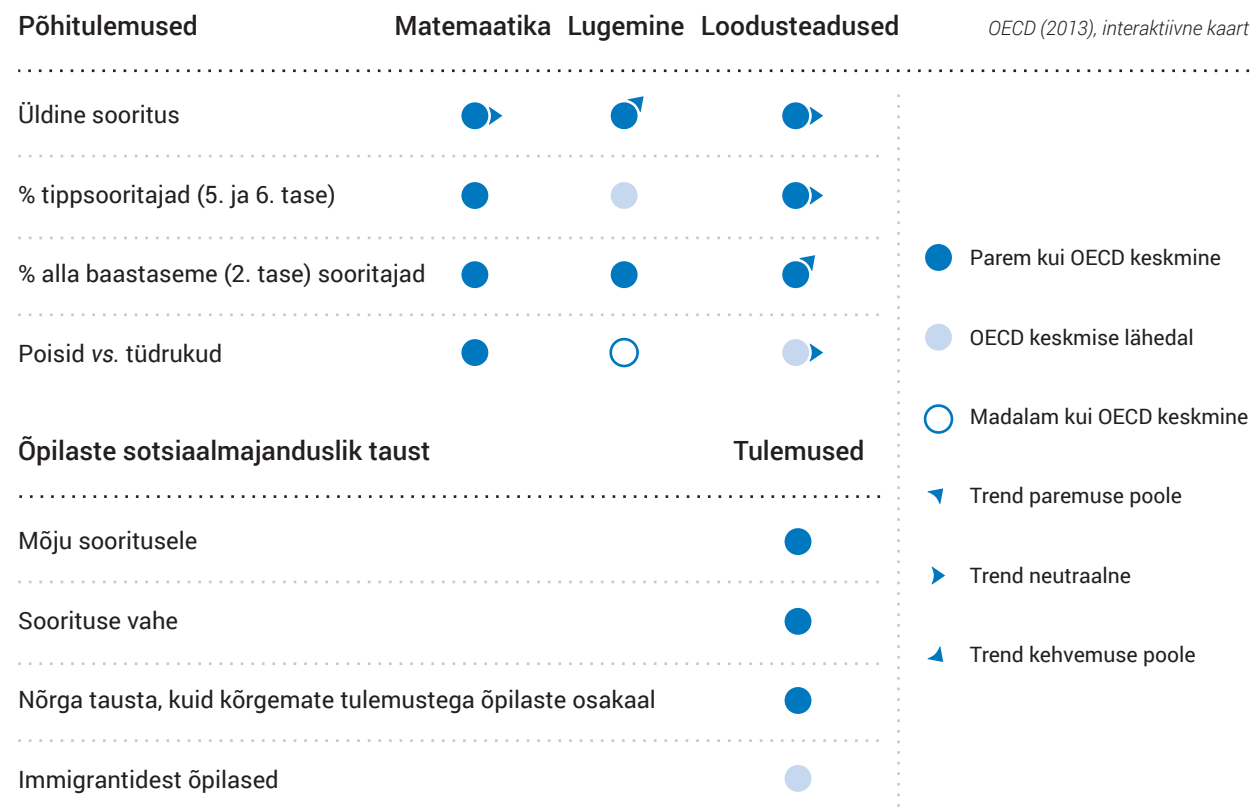 Põhitulemused Matemaatika Lugemine Loodusteadused OECD (2013), interaktiivne kaart
Üldine sooritus
% tippsooritajad (5. ja 6. tase)
% alla baastaseme (2. tase) sooritajad
Poisid vs. tüdrukud
Õpilaste sotsiaalmajanduslik taust Tulemused
Mõju sooritusele
Soorituse vahe
Nõrga tausta, kuid kõrgemate tulemustega õpilaste osakaal
Immigrantidest õpilased
Parem kui OECD keskmine
OECD keskmise lähedal
Madalam kui OECD keskmine
Trend paremuse poole
Trend neutraalne
Trend kehvemuse poole